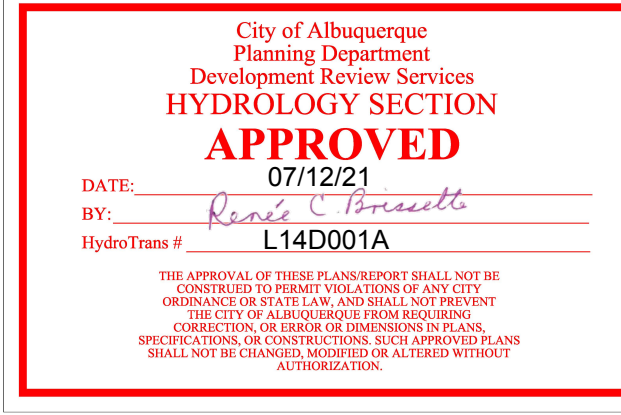 City of Albuquerque
Planning Department
Development Review Services
HYDROLOGY SECTION
APPROVED
DATE: 07/12/21
BY: Renée C. Brissette
HydroTrans # L14D001A
THE APPROVAL OF THESE PLANS/REPORT SHALL NOT BE
CONSTRUED TO PERMIT VIOLATIONS OF ANY CITY
ORDINANCE OR STATE LAW, AND SHALL NOT PREVENT
THE CITY OF ALBUQUERQUE FROM REQUIRING
CORRECTION, OR ERROR OR DIMENSIONS IN PLANS,
SPECIFICATIONS, OR CONSTRUCTIONS. SUCH APPROVED PLANS
SHALL NOT BE CHANGED, MODIFIED OR ALTERED WITHOUT
AUTHORIZATION.